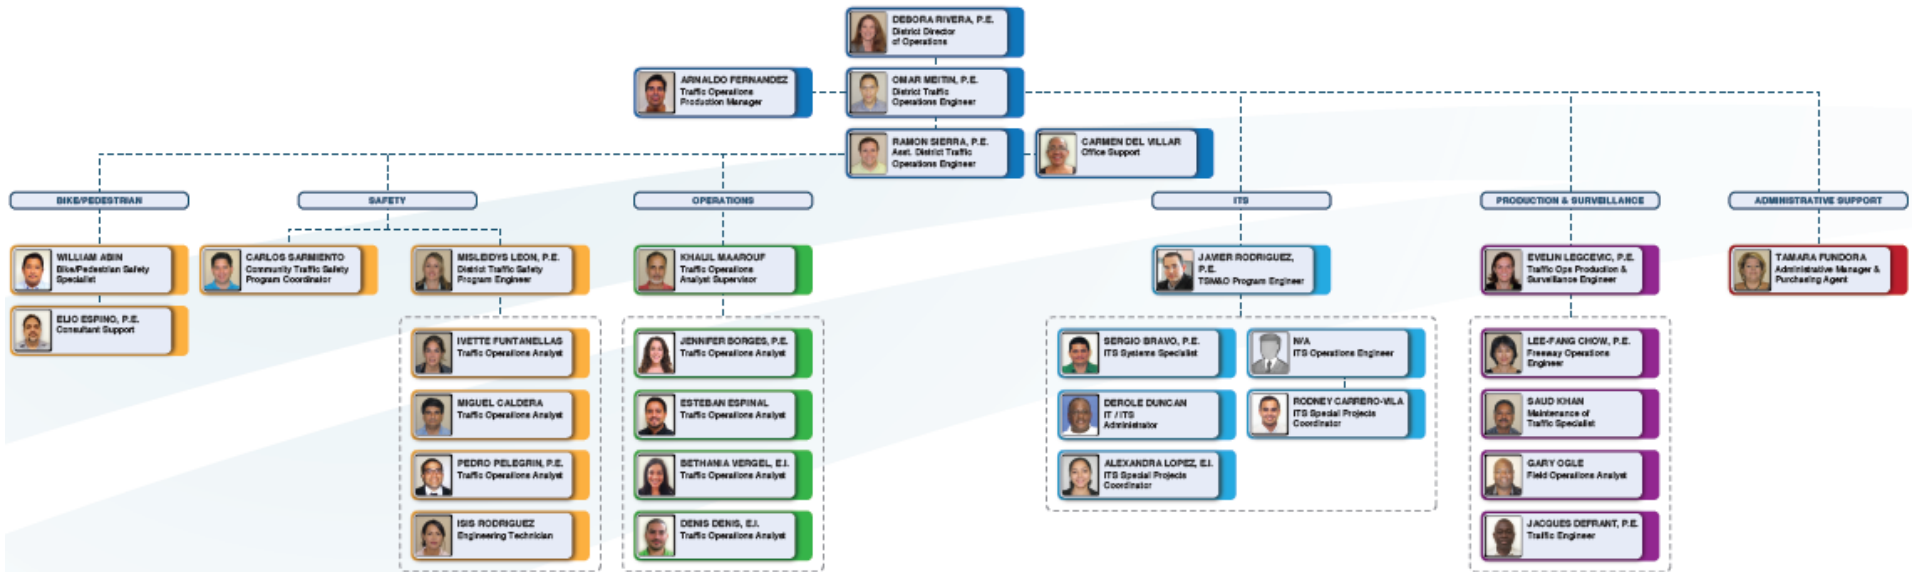 DEBORA RIVERA, P.E.
District Director
of Operations
ARNALDO FERNANDEZ
Traffic Operations
Production Manager
OMAR MEITIN, P.E.
District Traffic
Operations Engineer
RAMON SIERRA, P.E.
Asst. District Traffic
Operations Engineer
CARMEN DEL VILLAR
Office Support
BIKE/PEDESTRIAN
SAFETY
OPERATIONS
ITS
PRODUCTION & SURVEILLANCE
ADMINISTRATIVE SUPPORT
WILLIAM ABIN
Bike/Pedestrian Safety
Specialist
ELIO ESPINO, P.E.
Consultant Support
CARLOS SARMIENTO
Community Traffic Safety
Program Coordinator
MISLEIDYS LEON, P.E.
District Traffic Safety
Program Engineer
IVETTE FUNTANELLAS
Traffic Operations Analyst
MIGUEL CALDERA
Traffic Operations Analyst
PEDRO PELEGRIN, P.E.
Traffic Operations Analyst
ISIS RODRIGUEZ
Engineering Technician
KHALIL MAAROUF
Traffic Operations
Analyst Supervisor
JENNIFER BORGES, P.E.
Traffic Operations Analyst
ESTEBAN ESPINAL
Traffic Operations Analyst
BETHANIA VERGEL, E.I.
Traffic Operations Analyst
DENIS DENIS, E.I.
Traffic Operations Analyst
JAVIER RODRIGUEZ,
P.E.
TSM&O Program Engineer
SERGIO BRAVO, P.E.
ITS Systems Specialist
DEROLE DUNCAN
IT / ITS
Administrator
ALEXANDRA LOPEZ, E.I.
ITS Special Projects
Coordinator
N/A
ITS Operations Engineer
RODNEY CARRERO-VILA
ITS Special Projects
Coordinator
EVELIN LEGCEVIC, P.E.
Traffic Ops Production &
Surveillance Engineer
LEE-FANG CHOW, P.E.
Freeway Operations
Engineer
SAUD KHAN
Maintenance of
Traffic Specialist
GARY OGLE
Field Operations Analyst
JACQUES DEFRANT, P.E.
Traffic Engineer
TAMARA FUNDORA
Administrative Manager &
Purchasing Agent